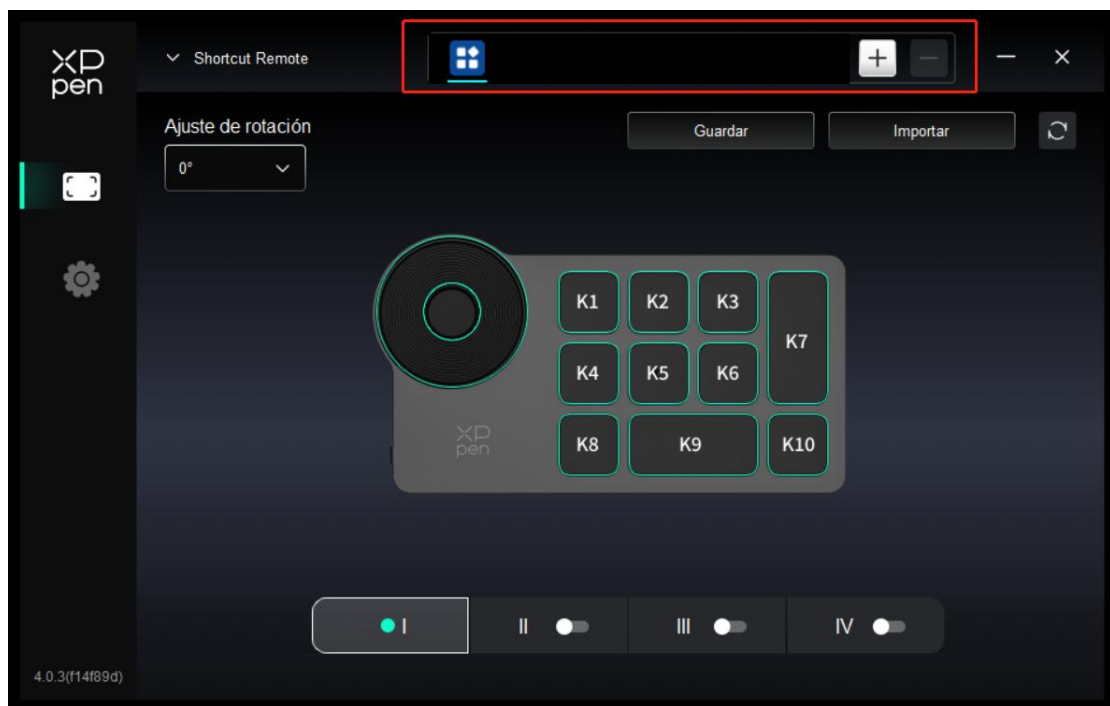 XP
pen
Shortcut Remote
Ajuste de rotación
Guardar
Importar
0°
K1 K2 K3
K7
K4 K5 K6
XP
pen
K8 K9 K10
I II III IV
4.0.3(f14f89d)